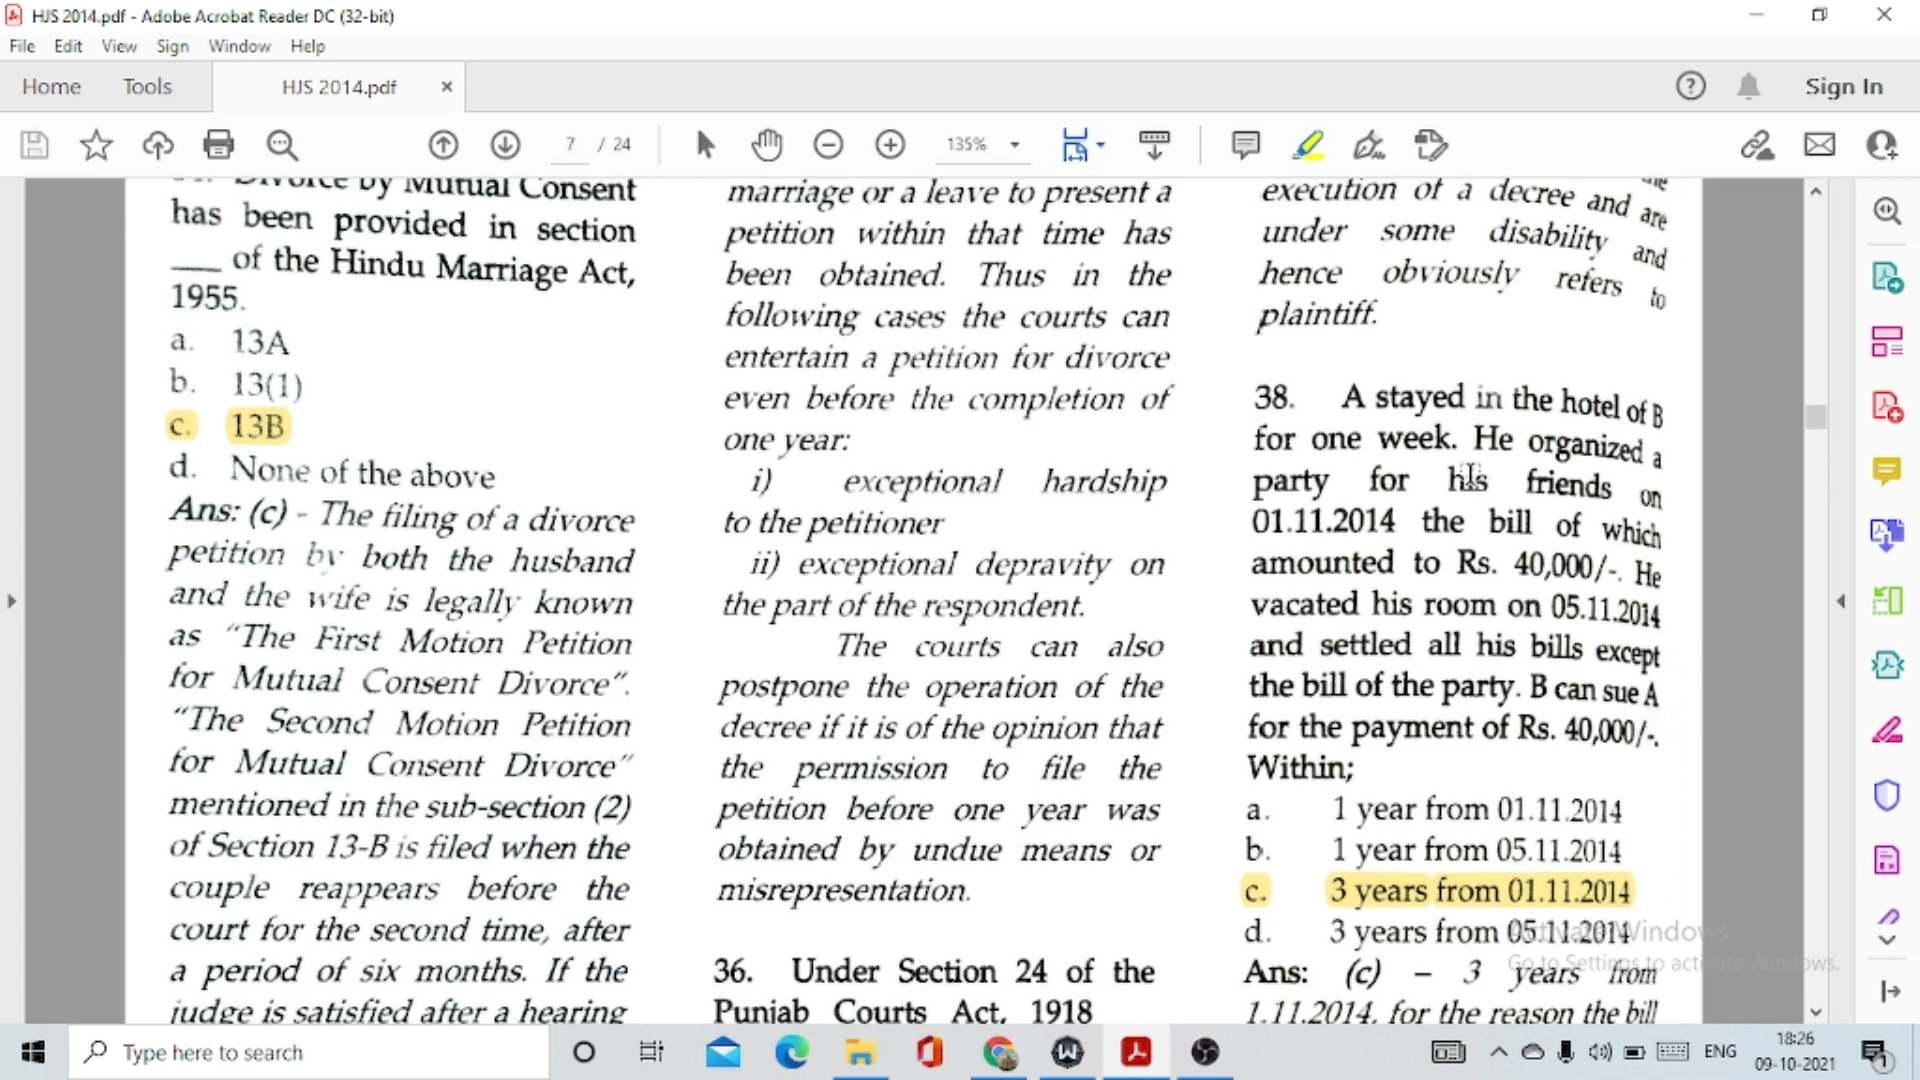 HJS 2014.pdf - Adobe Acrobat Reader DC (32-bit)
File Edit View Sign Window Help
Home Tools HJS 2014.pdf × Sign In
7 / 24 135%
Divorce by Mutual Consent
has been provided in section
___ of the Hindu Marriage Act,
1955.
a. 13A
b. 13(1)
c. 13B
d. None of the above
Ans: (c) - The filing of a divorce
petition by both the husband
and the wife is legally known
as "The First Motion Petition
for Mutual Consent Divorce".
"The Second Motion Petition
for Mutual Consent Divorce"
mentioned in the sub-section (2)
of Section 13-B is filed when the
couple reappears before the
court for the second time, after
a period of six months. If the
judge is satisfied after a hearing
marriage or a leave to present a
petition within that time has
been obtained. Thus in the
following cases the courts can
entertain a petition for divorce
even before the completion of
one year:
i) exceptional hardship
to the petitioner
ii) exceptional depravity on
the part of the respondent.
The courts can also
postpone the operation of the
decree if it is of the opinion that
the permission to file the
petition before one year was
obtained by undue means or
misrepresentation.
36. Under Section 24 of the
Punjab Courts Act, 1918
execution of a decree and are
under some disability and
hence obviously refers to
plaintiff.
38. A stayed in the hotel of B
for one week. He organized a
party for his friends on
01.11.2014 the bill of which
amounted to Rs. 40,000/-. He
vacated his room on 05.11.2014
and settled all his bills except
the bill of the party. B can sue A
for the payment of Rs. 40,000/-.
Within;
a. 1 year from 01.11.2014
b. 1 year from 05.11.2014
c. 3 years from 01.11.2014
d. 3 years from 05.11.2014
Ans: (c) – 3 years from
1.11.2014, for the reason the bill
Activate Windows
Go to Settings to activate Windows.
Type here to search
ENG
18:26
09-10-2021
1